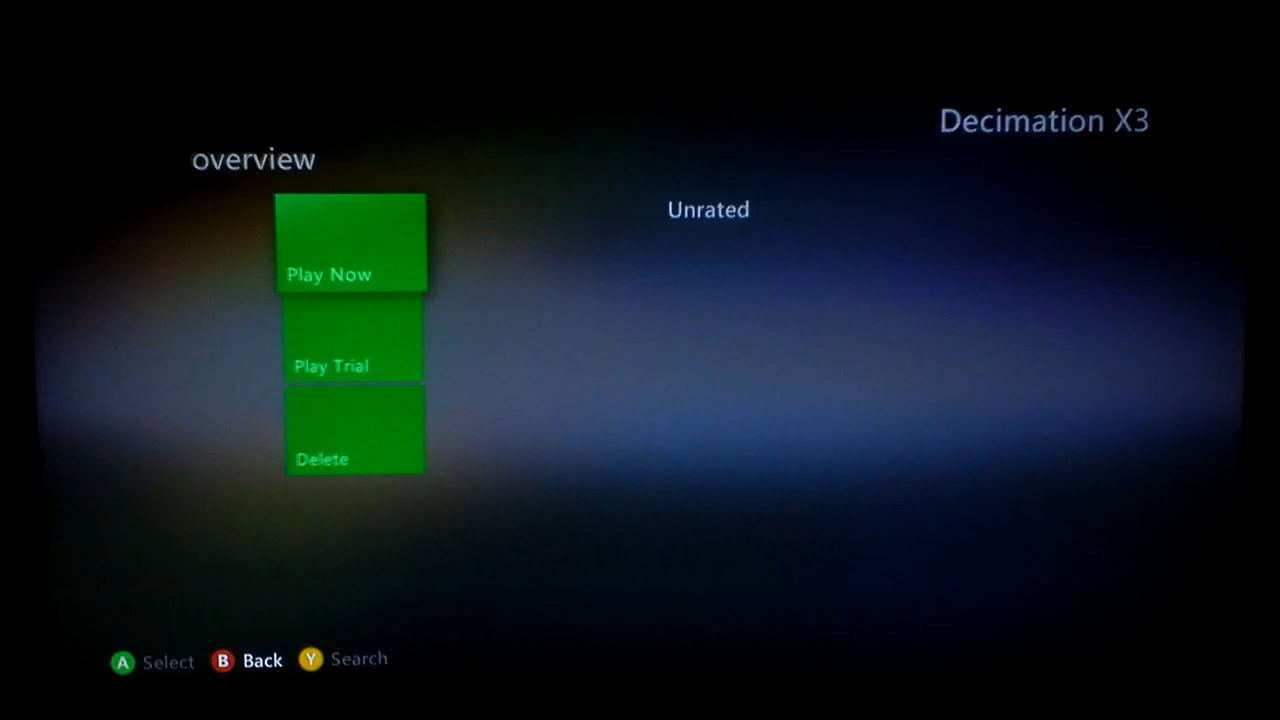 Decimation X3
overview
Unrated
Play Now
Play Trial
Delete
A Select B Back Y Search